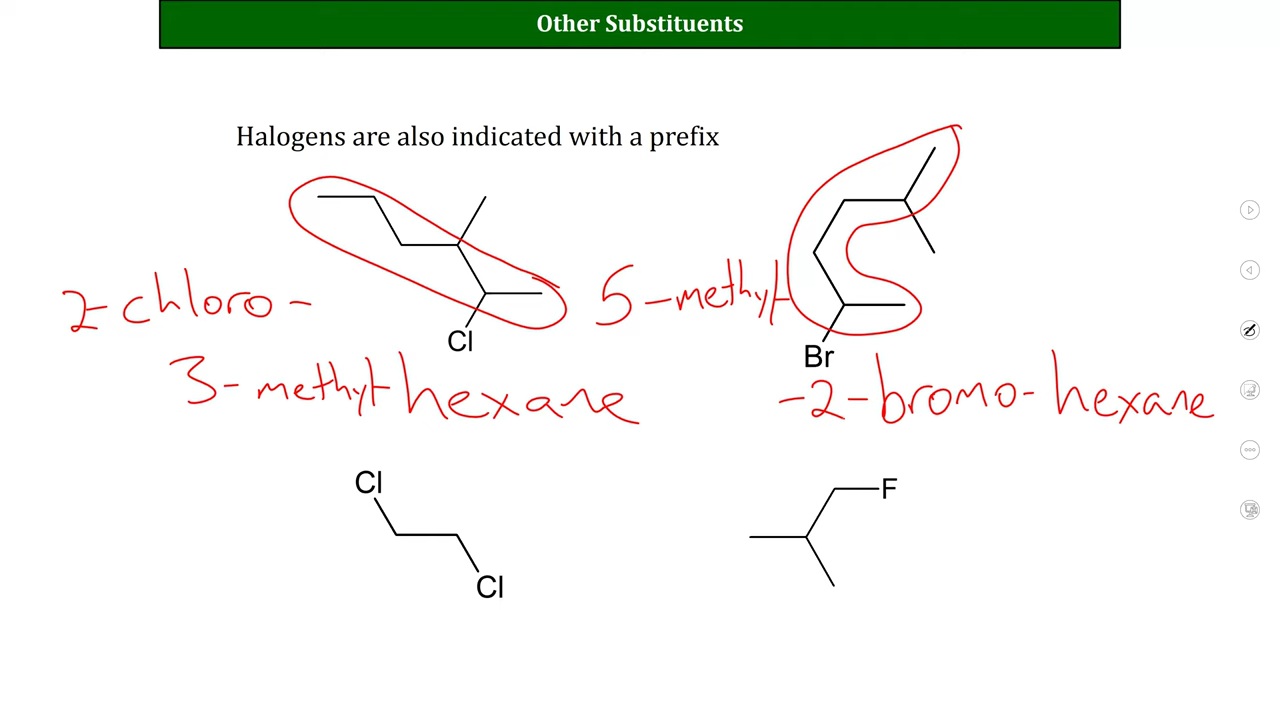 Other Substituents
Halogens are also indicated with a prefix
2-chloro-
3-methyl-hexane
Cl
5-methyl-
Br
-2-bromo-hexane
Cl
Cl
F